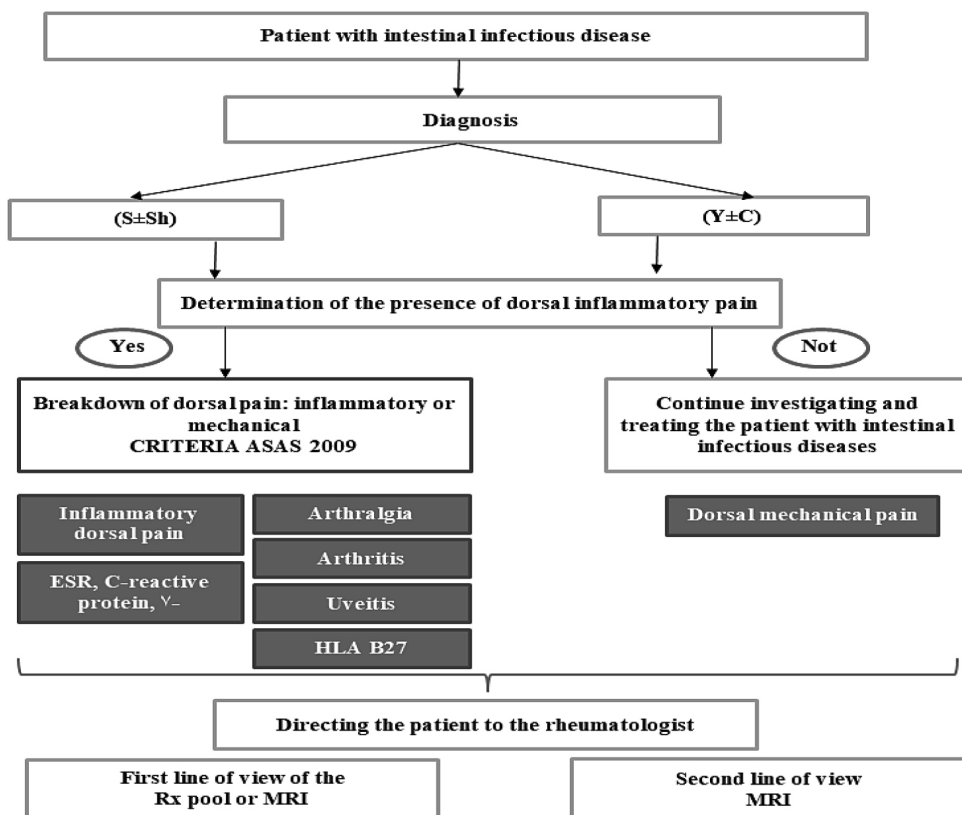 Patient with intestinal infectious disease
Diagnosis
(S±Sh)
(Y±C)
Determination of the presence of dorsal inflammatory pain
Yes
Not
Breakdown of dorsal pain: inflammatory or
mechanical
CRITERIA ASAS 2009
Continue investigating and
treating the patient with intestinal
infectious diseases
Inflammatory
dorsal pain
ESR, C-reactive
protein, γ-
Arthralgia
Arthritis
Uveitis
HLA B27
Dorsal mechanical pain
Directing the patient to the rheumatologist
First line of view of the
Rx pool or MRI
Second line of view
MRI